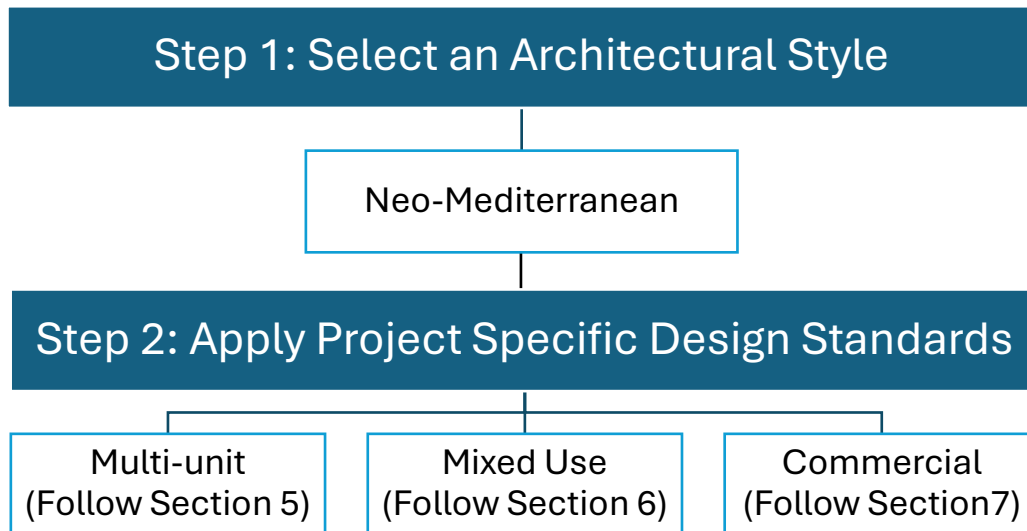 Step 1: Select an Architectural Style
Neo-Mediterranean
Step 2: Apply Project Specific Design Standards
Multi-unit
(Follow Section 5)
Mixed Use
(Follow Section 6)
Commercial
(Follow Section7)